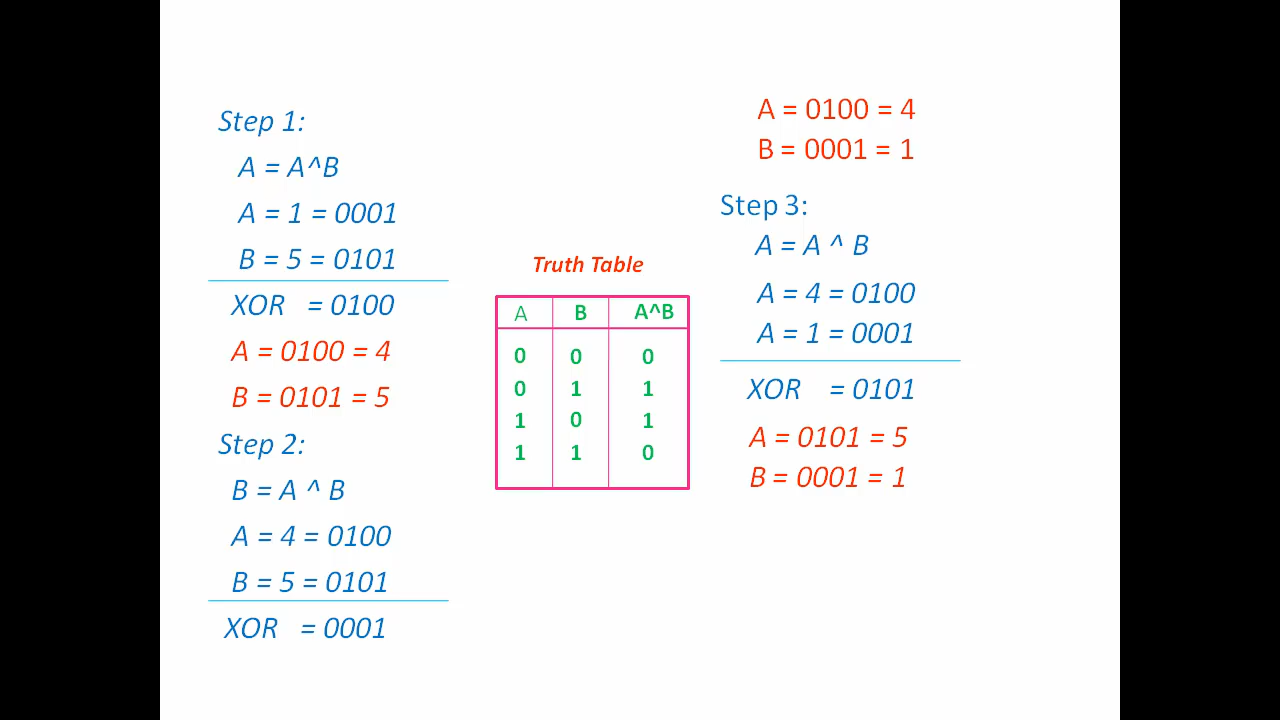 Step 1:
A = A^B
A = 1 = 0001
B = 5 = 0101
XOR = 0100
A = 0100 = 4
B = 0101 = 5
Step 2:
B = A ^ B
A = 4 = 0100
B = 5 = 0101
XOR = 0001
Truth Table
A B A^B
0 0 0
0 1 1
1 0 1
1 1 0
A = 0100 = 4
B = 0001 = 1
Step 3:
A = A ^ B
A = 4 = 0100
A = 1 = 0001
XOR = 0101
A = 0101 = 5
B = 0001 = 1